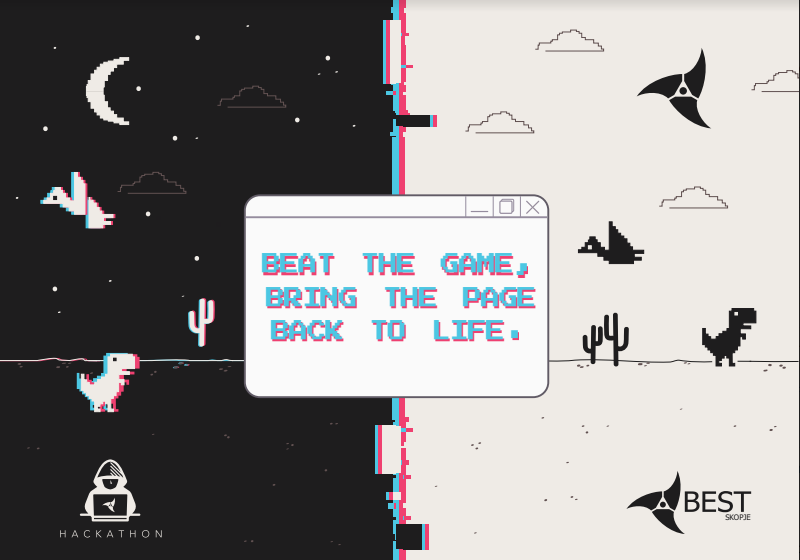 BEAT THE GAME,
BRING THE PAGE
BACK TO LIFE.
HACKATHON
BEST
SKOPJE